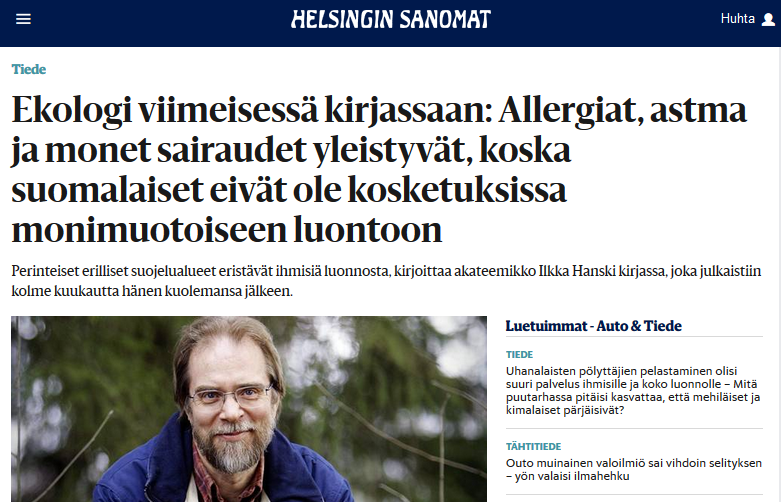 HELSINGIN SANOMAT
Huhta
Tiede
Ekologi viimeisessä kirjassaan: Allergiat, astma
ja monet sairaudet yleistyvät, koska
suomalaiset eivät ole kosketuksissa
monimuotoiseen luontoon
Perinteiset erilliset suojelualueet eristävät ihmisiä luonnosta, kirjoittaa akateemikko Ilkka Hanski kirjassa, joka julkaistiin
kolme kuukautta hänen kuolemansa jälkeen.
Luetuimmat - Auto & Tiede
TIEDE
Uhanalaisten pölyttäjien pelastaminen olisi
suuri palvelus ihmisille ja koko luonnolle – Mitä
puutarhassa pitäisi kasvattaa, että mehiläiset ja
kimalaiset pärjäisivät?
TÄHTITIEDE
Outo muinainen valoilmiö sai vihdoin selityksen
– yön valaisi ilmahehku